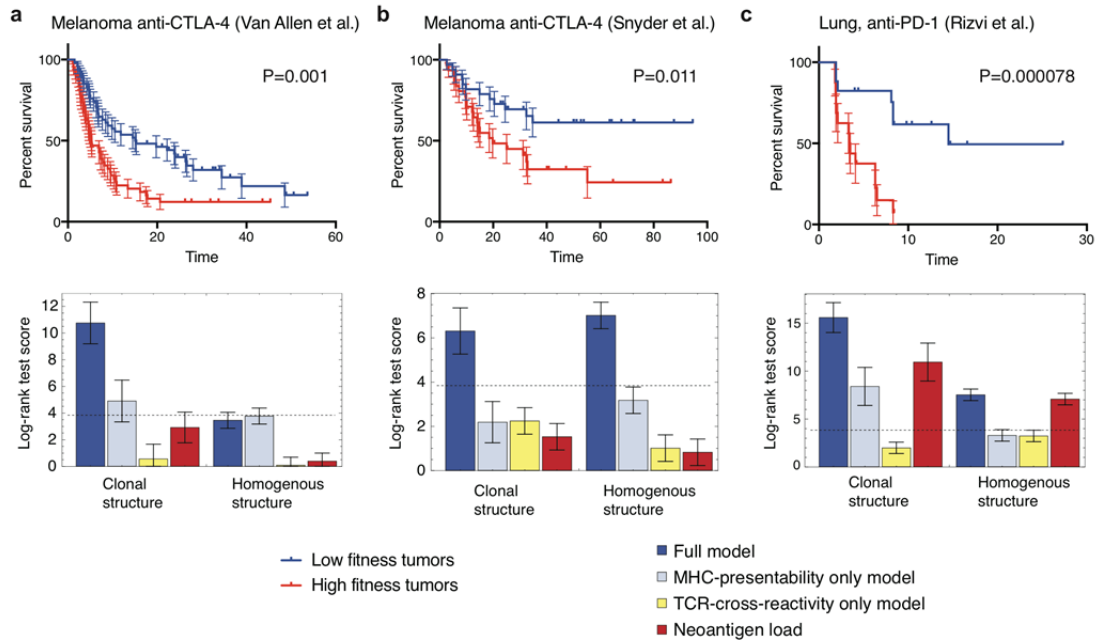 a
Melanoma anti-CTLA-4 (Van Allen et al.)
100
50
0
Percent survival
P=0.001
0 20 40 60
Time
12
10
8
6
4
2
0
Log-rank test score
Clonal
structure
Homogenous
structure
b
Melanoma anti-CTLA-4 (Snyder et al.)
100
50
0
Percent survival
P=0.011
0 20 40 60 80 100
Time
8
6
4
2
0
Log-rank test score
Clonal
structure
Homogenous
structure
c
Lung, anti-PD-1 (Rizvi et al.)
100
50
0
Percent survival
P=0.000078
0 10 20 30
Time
15
10
5
0
Log-rank test score
Clonal
structure
Homogenous structure
Low fitness tumors
High fitness tumors
Full model
MHC-presentability only model
TCR-cross-reactivity only model
Neoantigen load